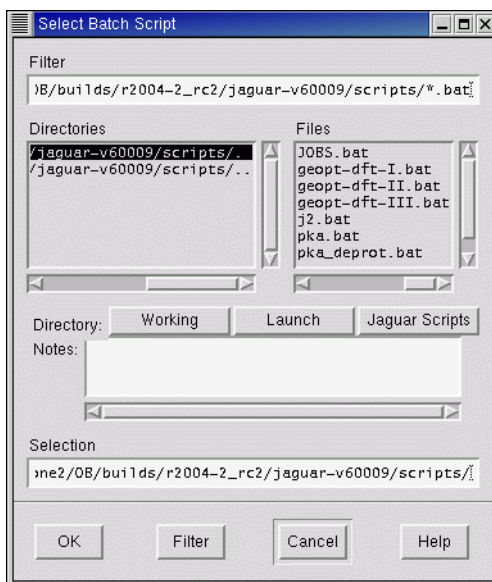 Select Batch Script
Filter
)B/builds/r2004-2_rc2/jaguar-v60009/scripts/*.bat
Directories
Files
/jaguar-v60009/scripts/.
/jaguar-v60009/scripts/..
JOBS.bat
geopt-dft-I.bat
geopt-dft-II.bat
geopt-dft-III.bat
j2.bat
pka.bat
pka_deprot.bat
Directory:
Working
Launch
Jaguar Scripts
Notes:
Selection
one2/OB/builds/r2004-2_rc2/jaguar-v60009/scripts/
OK
Filter
Cancel
Help